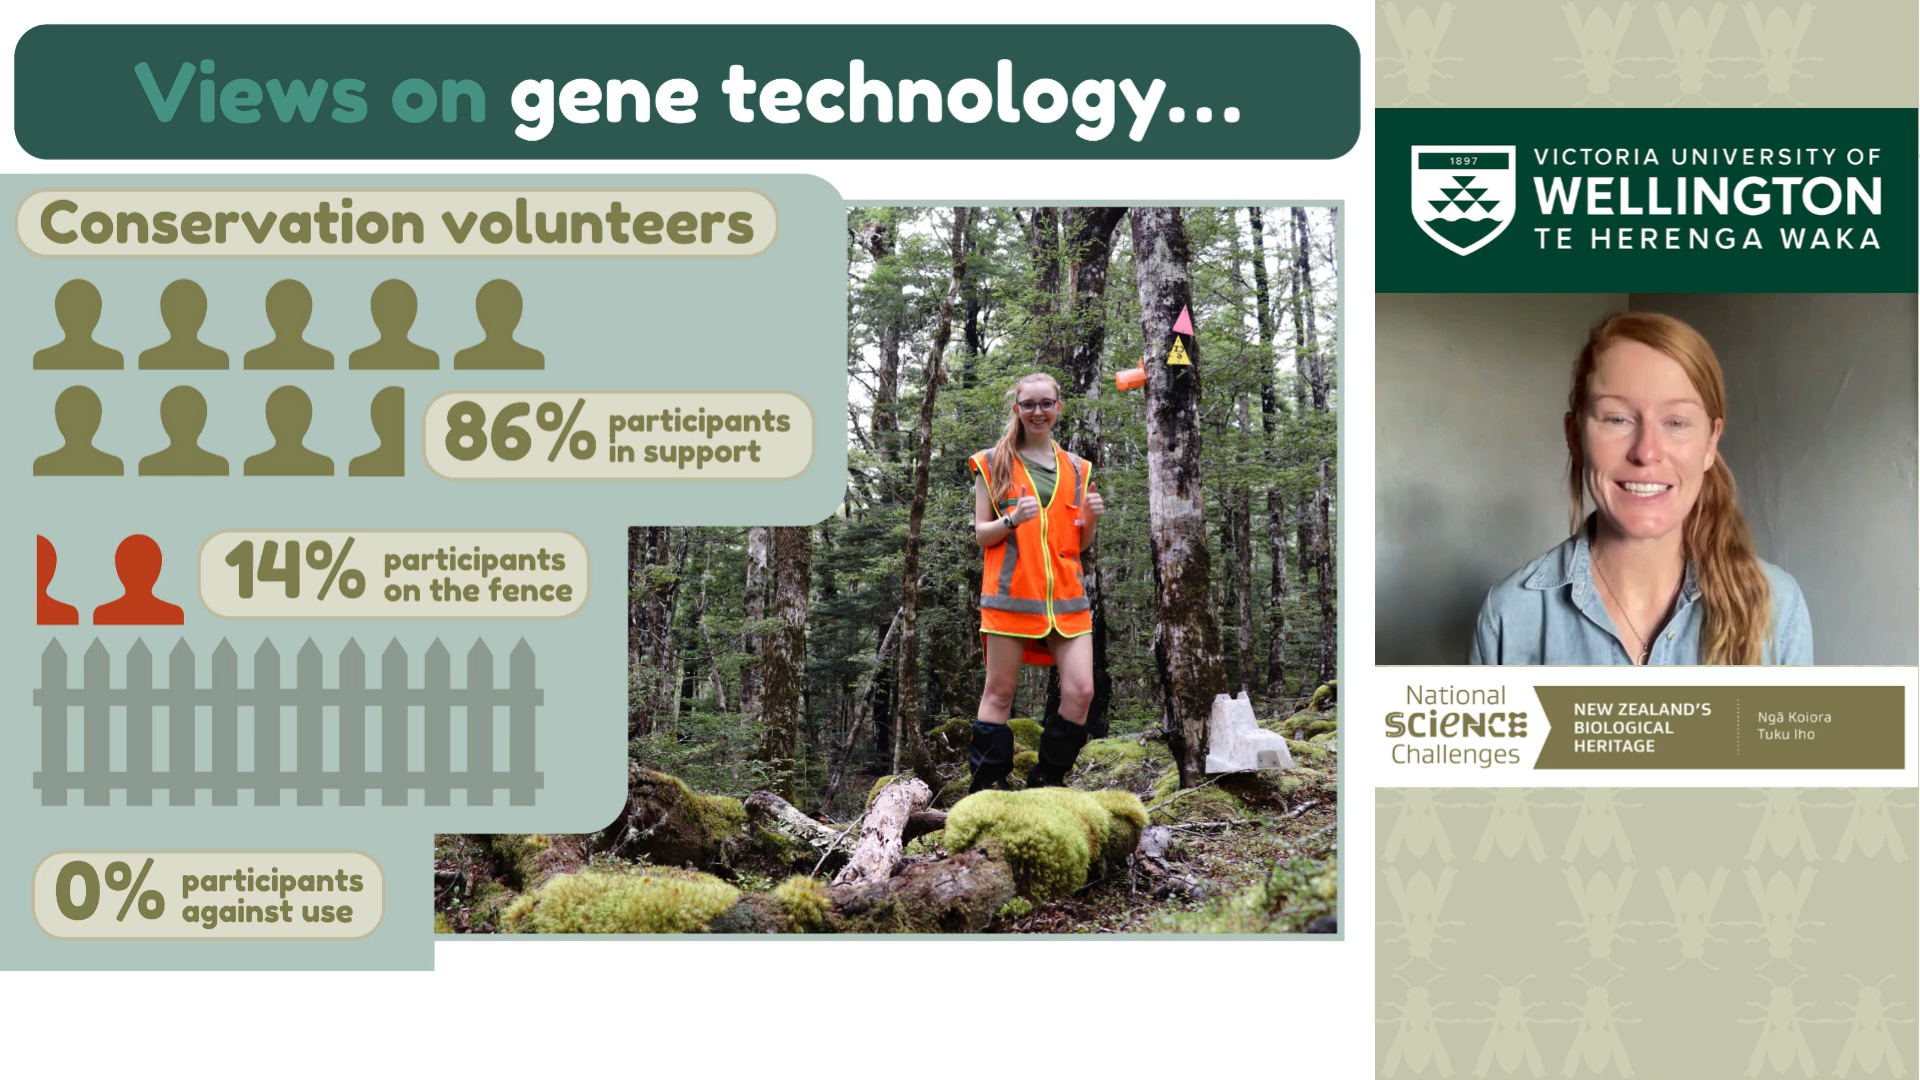 Views on gene technology...
Conservation volunteers
86% participants
in support
14% participants
on the fence
0% participants
against use
1897
VICTORIA UNIVERSITY OF
WELLINGTON
TE HERENGA WAKA
National
SCIENCE
Challenges
NEW ZEALAND'S
BIOLOGICAL
HERITAGE
Ngā Koiora
Tuku Iho